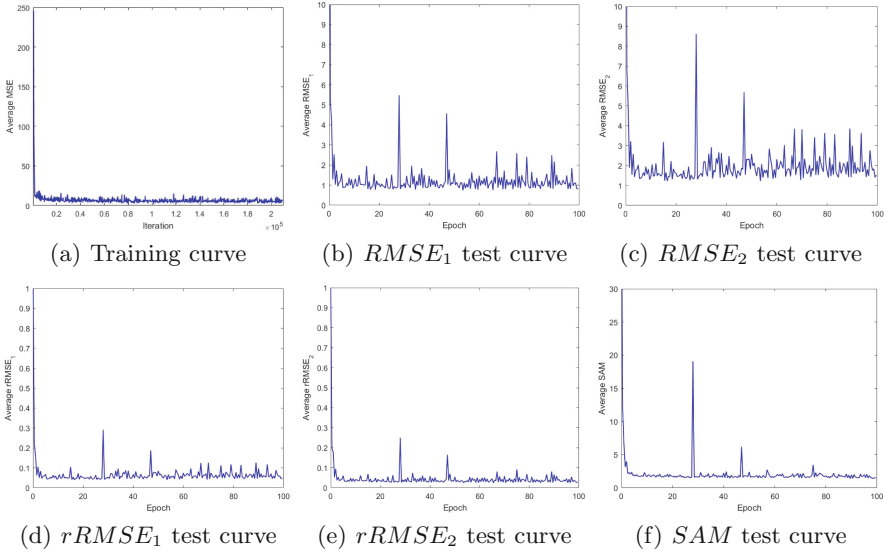 250
200
150
100
50
0
Average MSE
0.2 0.4 0.6 0.8 1 1.2 1.4 1.6 1.8 2
Iteration
×10^5
(a) Training curve
10
9
8
7
6
5
4
3
2
1
0
Average RMSE_1
0 20 40 60 80 100
Epoch
(b) RMSE_1 test curve
10
9
8
7
6
5
4
3
2
1
0
Average RMSE_2
0 20 40 60 80 100
Epoch
(c) RMSE_2 test curve
1
0.9
0.8
0.7
0.6
0.5
0.4
0.3
0.2
0.1
0
Average rRMSE_1
0 20 40 60 80 100
Epoch
(d) rRMSE_1 test curve
1
0.9
0.8
0.7
0.6
0.5
0.4
0.3
0.2
0.1
0
Average rRMSE_2
0 20 40 60 80 100
Epoch
(e) rRMSE_2 test curve
30
25
20
15
10
5
0
Average SAM
0 20 40 60 80 100
Epoch
(f) SAM test curve